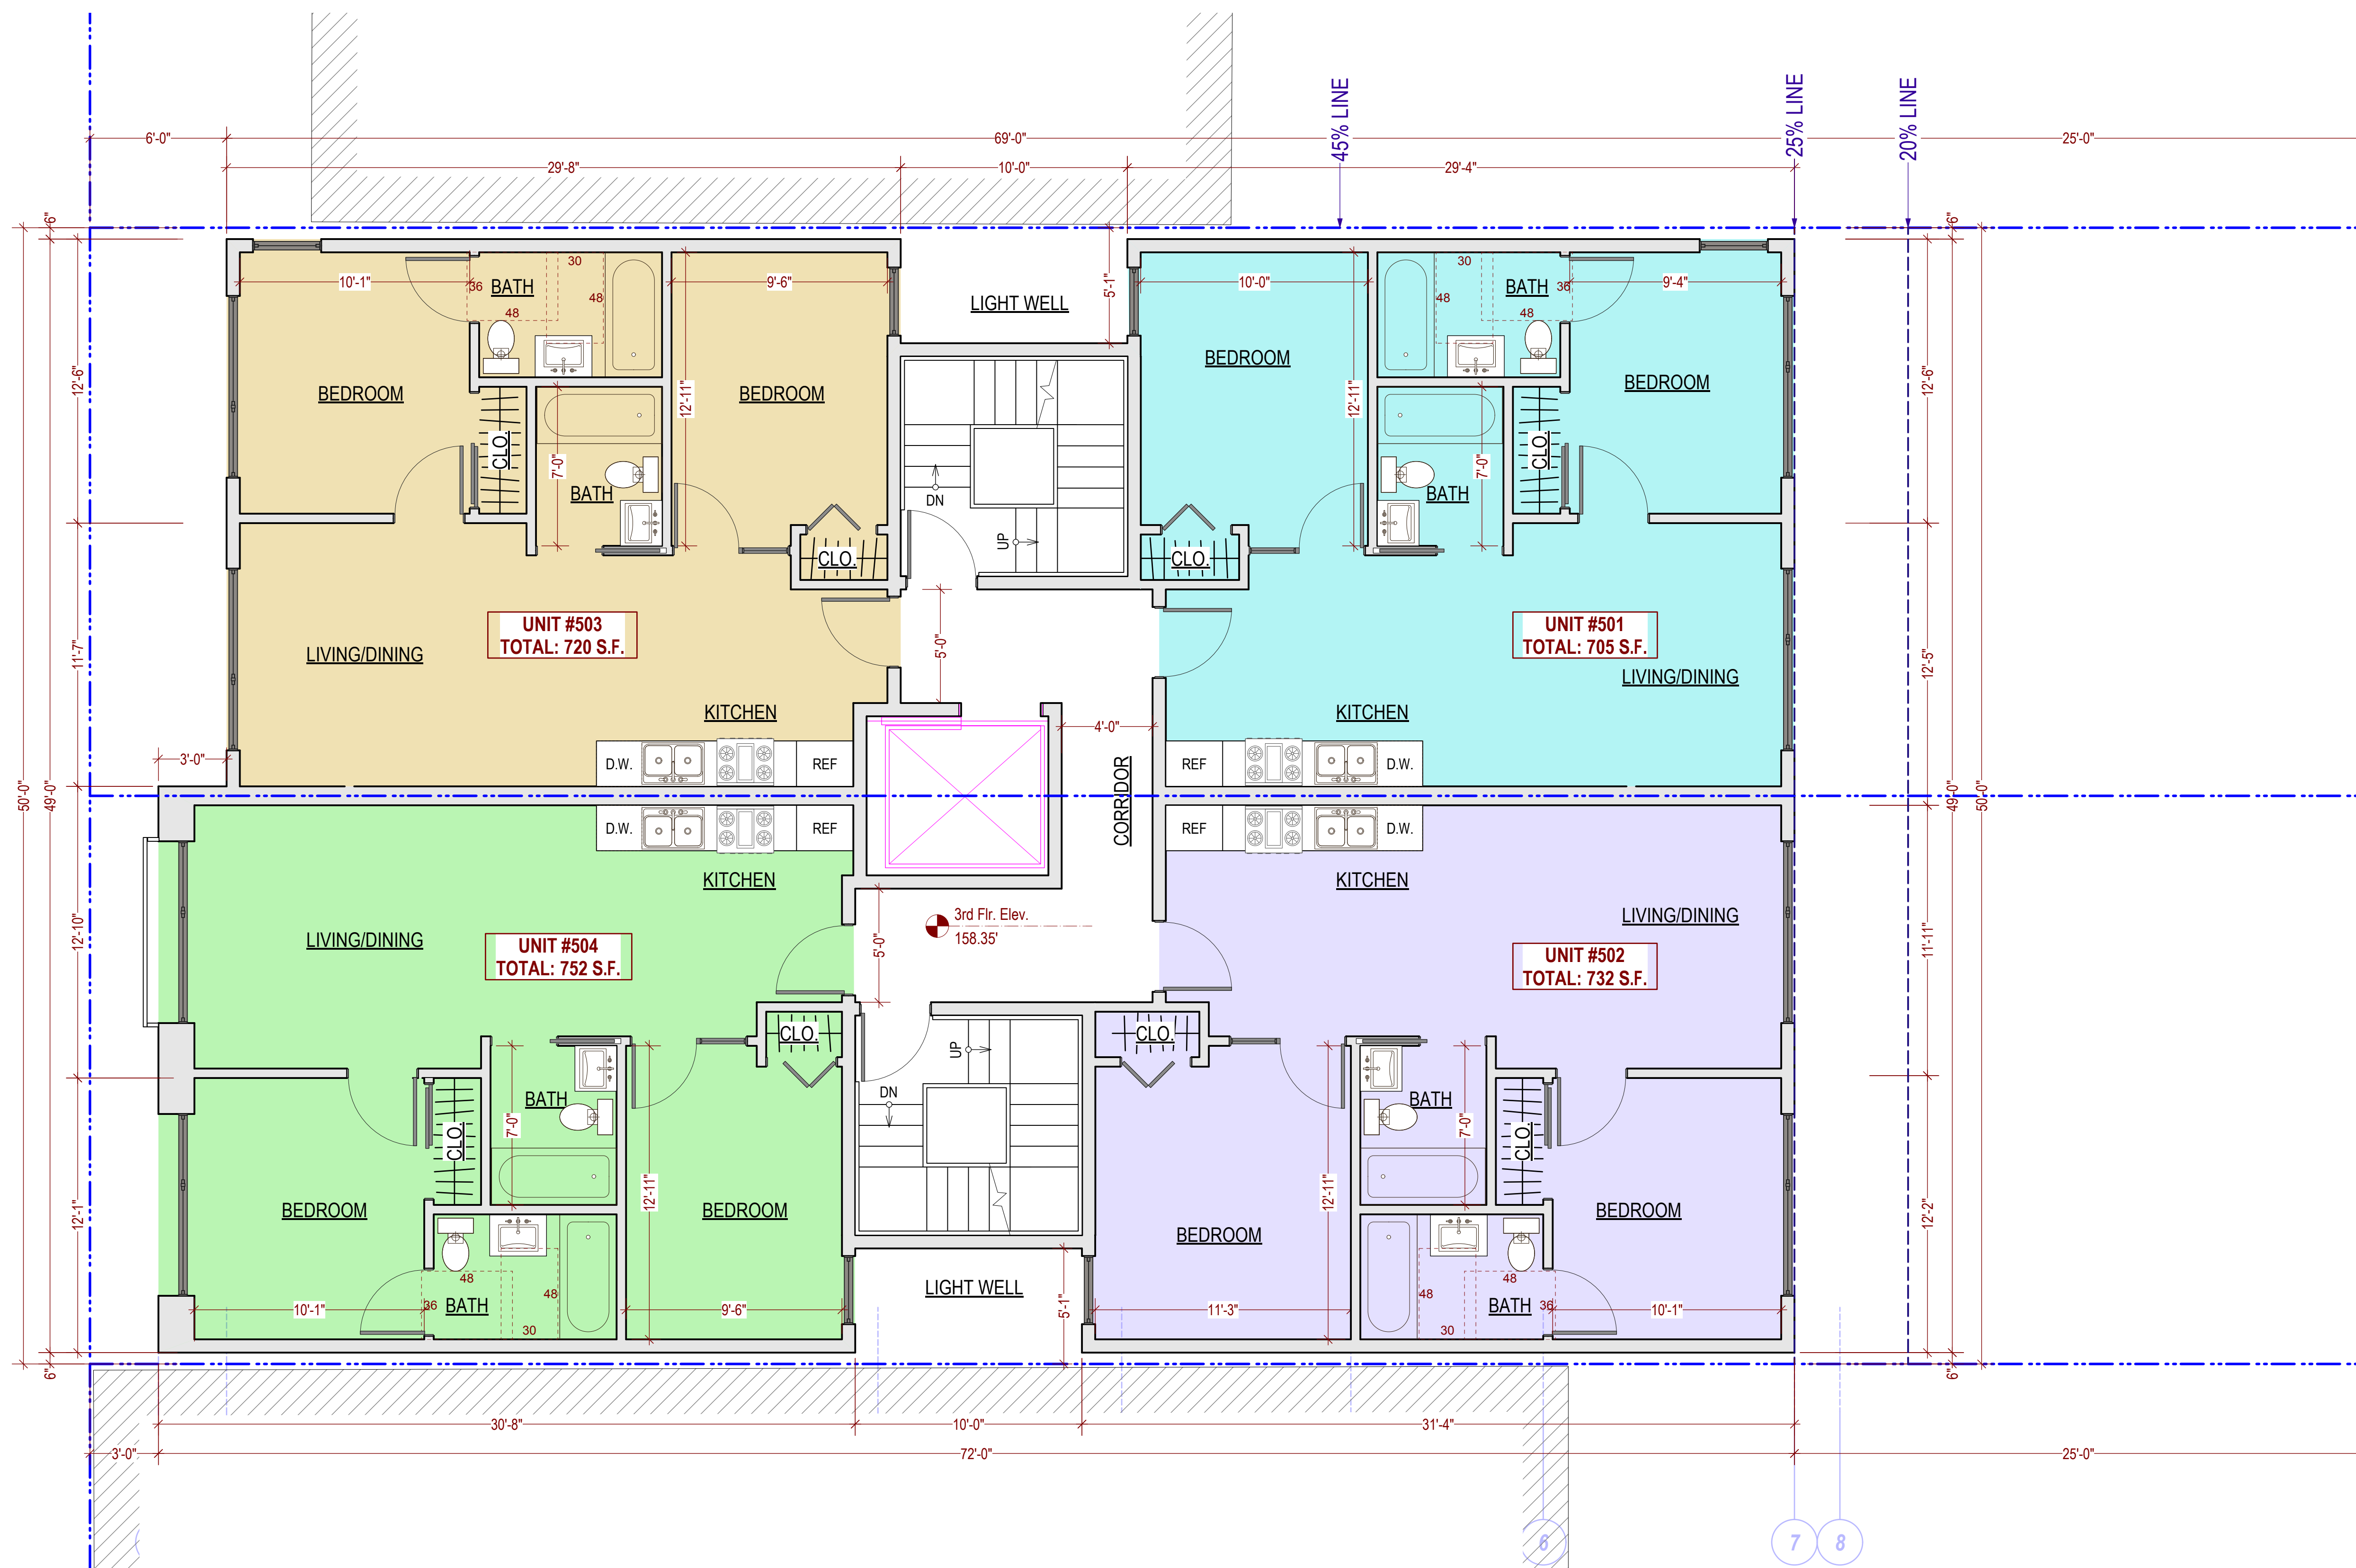 45% LINE
25% LINE
20% LINE
6'-0"
69'-0"
25'-0"
29'-8"
10'-0"
29'-4"
6"
6"
10'-1"
36
BATH
30
48
48
9'-6"
LIGHT WELL
5'-1"
10'-0"
30
48
BATH
36
48
9'-4"
BEDROOM
BEDROOM
BEDROOM
BEDROOM
12'-6"
12'-11"
12'-11"
12'-6"
CLO.
7'-0"
BATH
DN
UP
7'-0"
BATH
CLO.
CLO.
CLO.
UNIT #503
TOTAL: 720 S.F.
UNIT #501
TOTAL: 705 S.F.
11'-7"
LIVING/DINING
5'-0"
LIVING/DINING
12'-5"
KITCHEN
KITCHEN
4'-0"
3'-0"
D.W.
REF
REF
D.W.
50'-0"
49'-0"
CORRIDOR
49'-0"
50'-0"
D.W.
REF
REF
D.W.
KITCHEN
KITCHEN
12'-10"
LIVING/DINING
3rd Flr. Elev.
158.35'
LIVING/DINING
11'-11"
UNIT #504
TOTAL: 752 S.F.
5'-0"
UNIT #502
TOTAL: 732 S.F.
CLO.
CLO.
UP
DN
BATH
7'-0"
CLO.
BATH
7'-0"
CLO.
12'-1"
BEDROOM
12'-11"
BEDROOM
BEDROOM
12'-11"
BEDROOM
12'-2"
48
48
10'-1"
36
BATH
30
9'-6"
LIGHT WELL
5'-1"
11'-3"
48
48
30
BATH
36
10'-1"
6"
6"
30'-8"
10'-0"
31'-4"
3'-0"
72'-0"
25'-0"
6
7
8